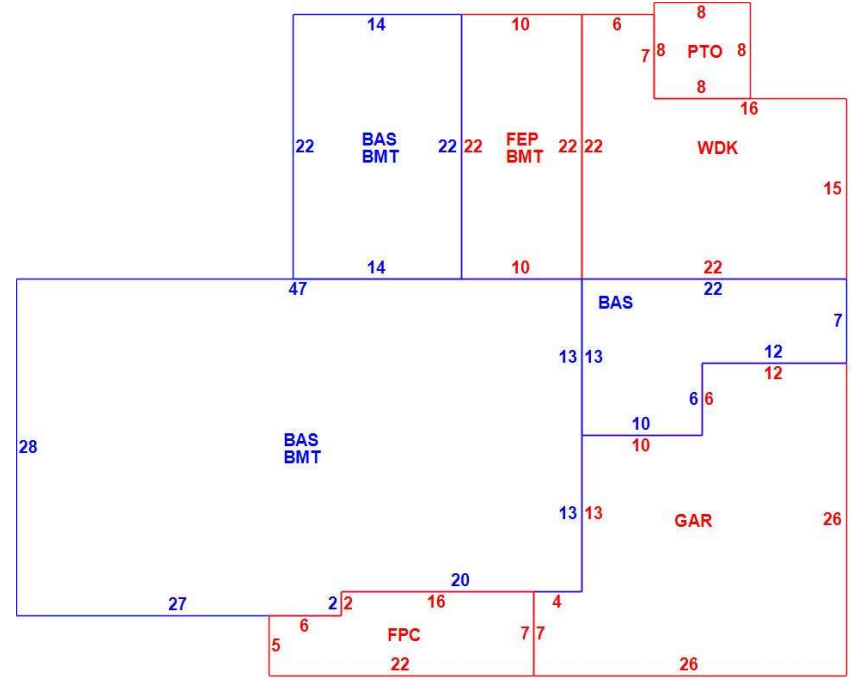 8
14 10 6
7 8 PTO 8
8
16
22 BAS 22 22 FEP 22 22 WDK
BMT BMT
15
14 10 22
47 22
BAS 7
13 13 12
12
6 6
10
10
28 BAS
BMT
13 13 GAR 26
20
27 2 2 16 4
6 FPC 7 7
5
22 26